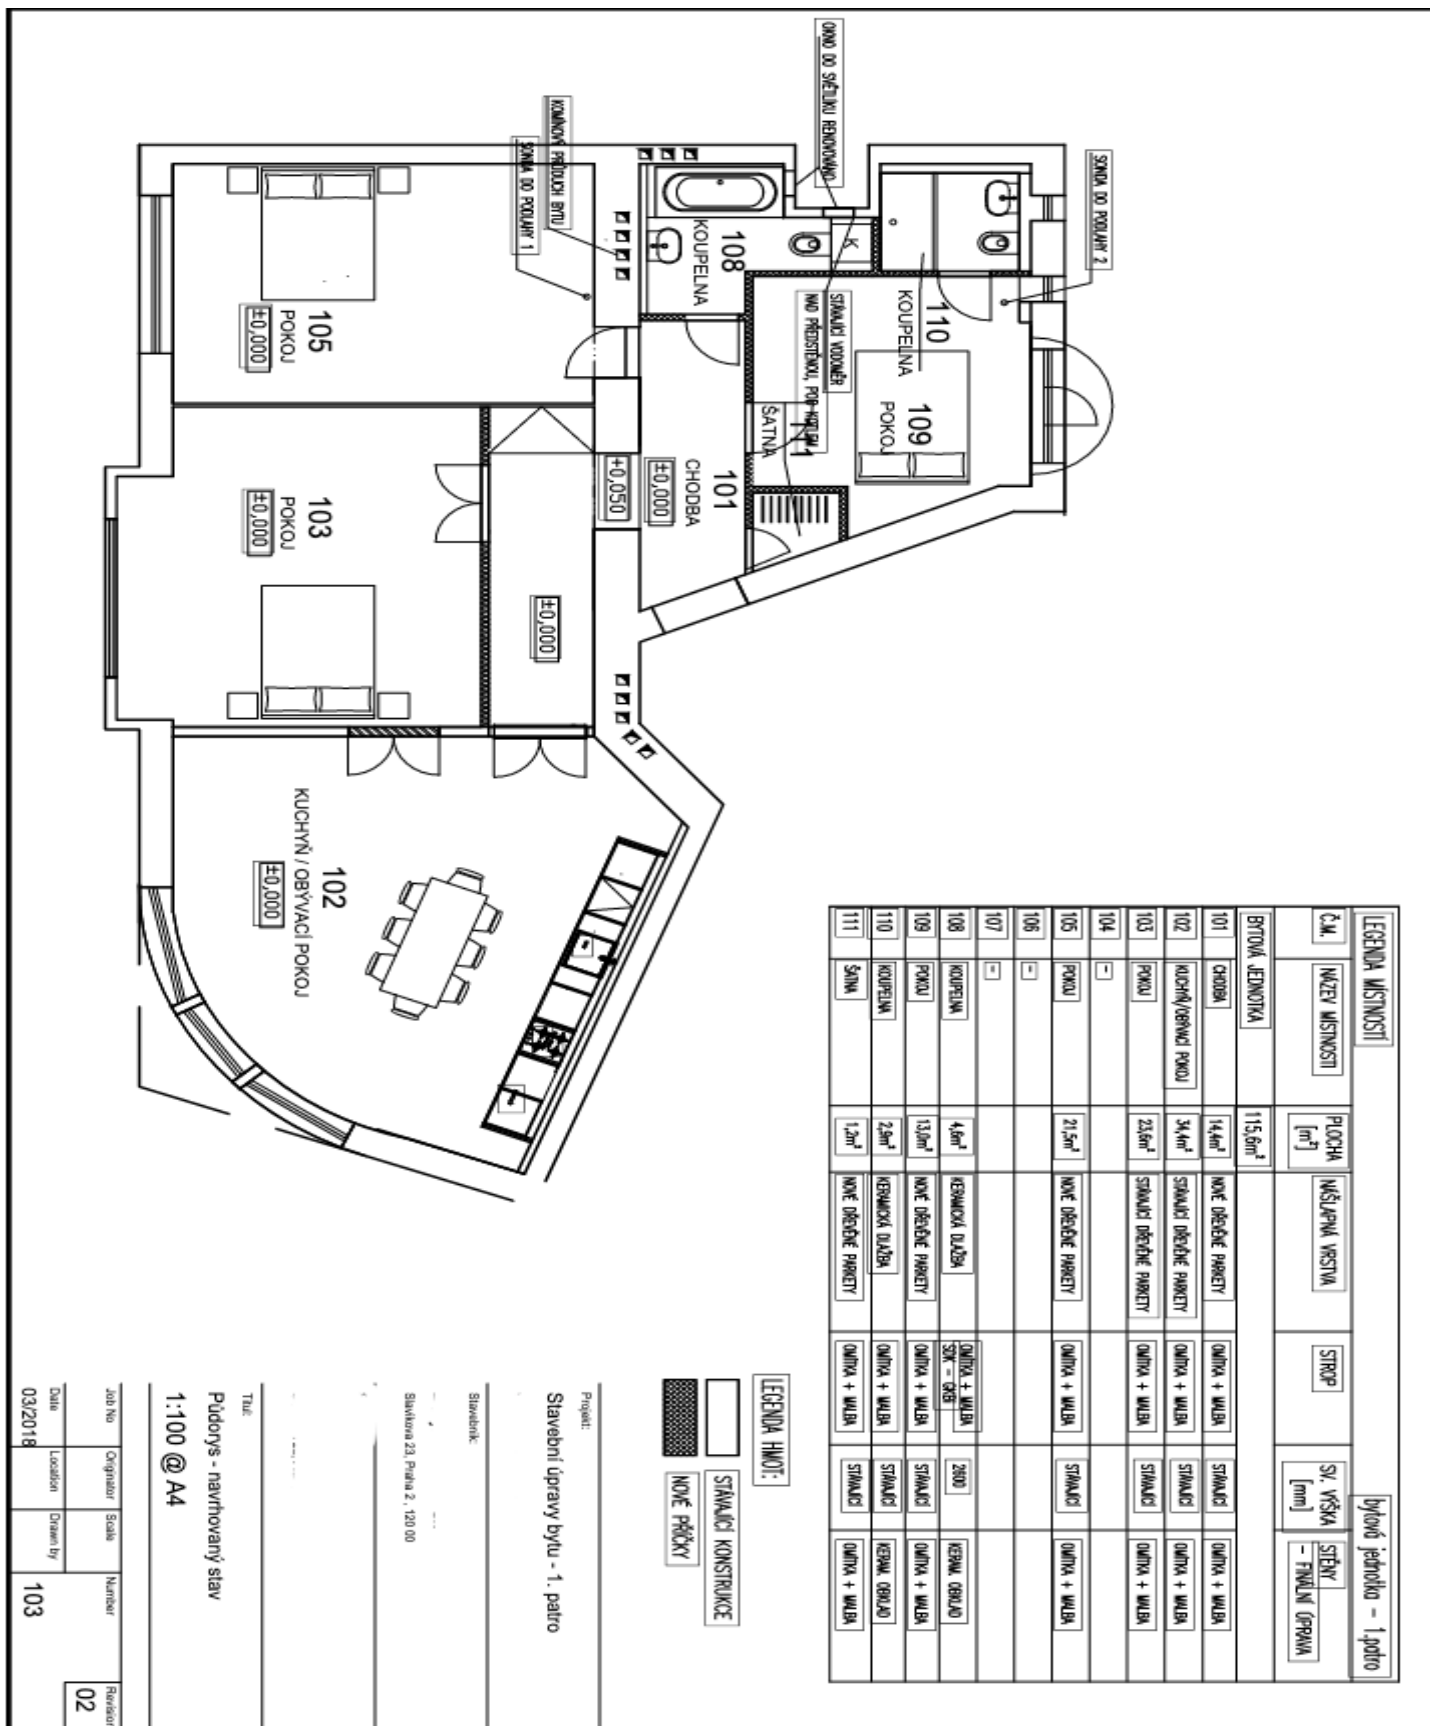 OKNO DO SVĚTLÍKU RENOVOVÁNO
KOMÍNOVÝ PRŮDUCH BYTU
SONDA DO PODLAHY 1
SONDA DO PODLAHY 2
108
KOUPELNA
K
STÁVAJÍCÍ VODOMĚR
NAD PŘEDSTĚNOU, POD KOTLEM
110
KOUPELNA
109
POKOJ
ŠATNA
105
POKOJ
±0,000
103
POKOJ
±0,000
101
CHODBA
±0,000
+0,050
±0,000
102
KUCHYŇ / OBÝVACÍ POKOJ
±0,000
LEGENDA MÍSTNOSTÍ bytová jednotka - 1.patro
Č.M. NÁZEV MÍSTNOSTI PLOCHA [m²] NÁŠLAPNÁ VRSTVA STROP SV. VÝŠKA [mm] STĚNY - FINÁLNÍ ÚPRAVA
BYTOVÁ JEDNOTKA 115,6m²
101 CHODBA 14,4m² NOVÉ DŘEVĚNÉ PARKETY OMÍTKA + MALBA STÁVAJÍCÍ OMÍTKA + MALBA
102 KUCHYŇ/OBÝVACÍ POKOJ 34,4m² STÁVAJÍCÍ DŘEVĚNÉ PARKETY OMÍTKA + MALBA STÁVAJÍCÍ OMÍTKA + MALBA
103 POKOJ 23,6m² STÁVAJÍCÍ DŘEVĚNÉ PARKETY OMÍTKA + MALBA STÁVAJÍCÍ OMÍTKA + MALBA
104 -
105 POKOJ 21,5m² NOVÉ DŘEVĚNÉ PARKETY OMÍTKA + MALBA STÁVAJÍCÍ OMÍTKA + MALBA
106 -
107 -
108 KOUPELNA 4,6m² KERAMICKÁ DLAŽBA OMÍTKA + MALBA SDK - GKBI 2600 KERAM. OBKLAD
109 POKOJ 13,0m² NOVÉ DŘEVĚNÉ PARKETY OMÍTKA + MALBA STÁVAJÍCÍ OMÍTKA + MALBA
110 KOUPELNA 2,9m² KERAMICKÁ DLAŽBA OMÍTKA + MALBA STÁVAJÍCÍ KERAM. OBKLAD
111 ŠATNA 1,2m² NOVÉ DŘEVĚNÉ PARKETY OMÍTKA + MALBA STÁVAJÍCÍ OMÍTKA + MALBA
LEGENDA HMOT:
STÁVAJÍCÍ KONSTRUKCE
NOVÉ PŘÍČKY
Projekt:
Stavební úpravy bytu - 1. patro
Stavebník:
Slavíkova 23, Praha 2 , 120 00
Titul:
Půdorys - navrhovaný stav
1:100 @ A4
Job No Originator Scale Number Revision
02
Date Location Drawn by
03/2018 103